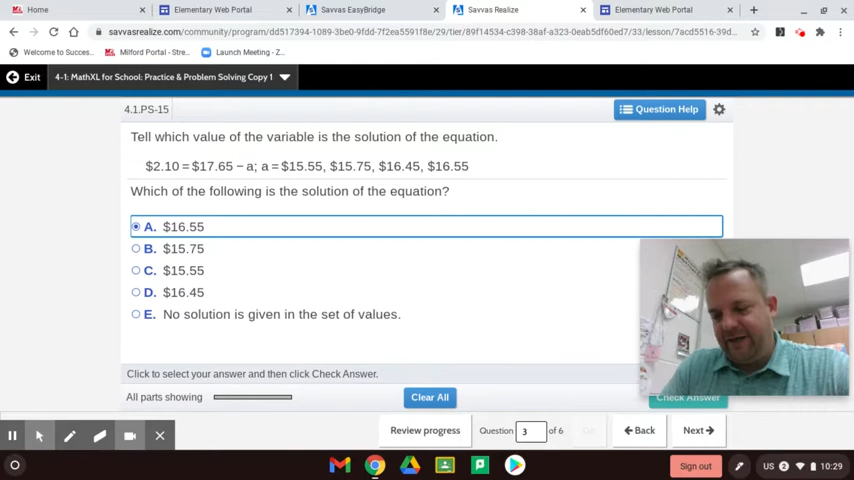 Home
Elementary Web Portal
Savvas EasyBridge
Savvas Realize
Elementary Web Portal
savvasrealize.com/community/program/dd517394-1089-3be0-9fdd-7f2ea5591f8e/29/tier/89f14534-c398-38af-a323-0eab5df60ed7/33/lesson/7acd5516-39d...
Welcome to Succes...
Milford Portal - Stre...
Launch Meeting - Z...
Exit
4-1: MathXL for School: Practice & Problem Solving Copy 1
4.1.PS-15
Question Help
Tell which value of the variable is the solution of the equation.
$2.10 = $17.65 − a; a = $15.55, $15.75, $16.45, $16.55
Which of the following is the solution of the equation?
A. $16.55
B. $15.75
C. $15.55
D. $16.45
E. No solution is given in the set of values.
Click to select your answer and then click Check Answer.
All parts showing
Clear All
Check Answer
Review progress
Question 3 of 6
Back
Next
Sign out
US 2 10:29